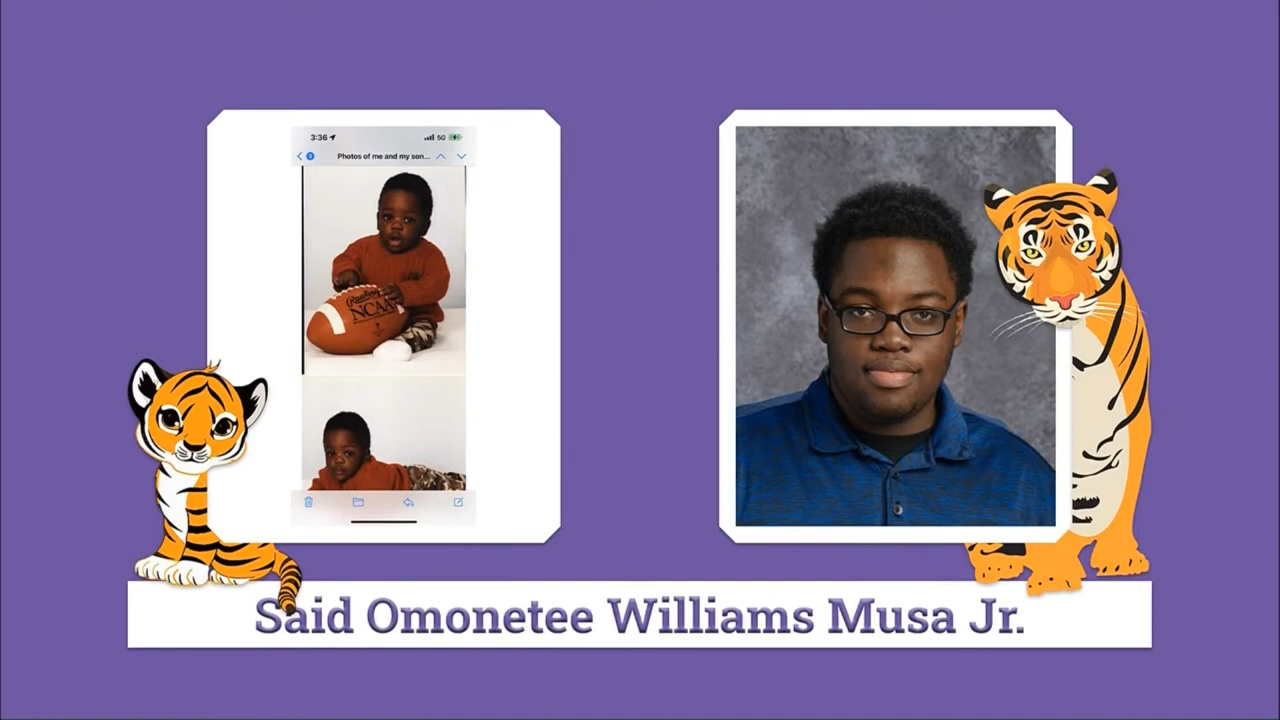 3:36 5G
Photos of me and my son...
Rawlings
NCAA
Said Omonetee Williams Musa Jr.